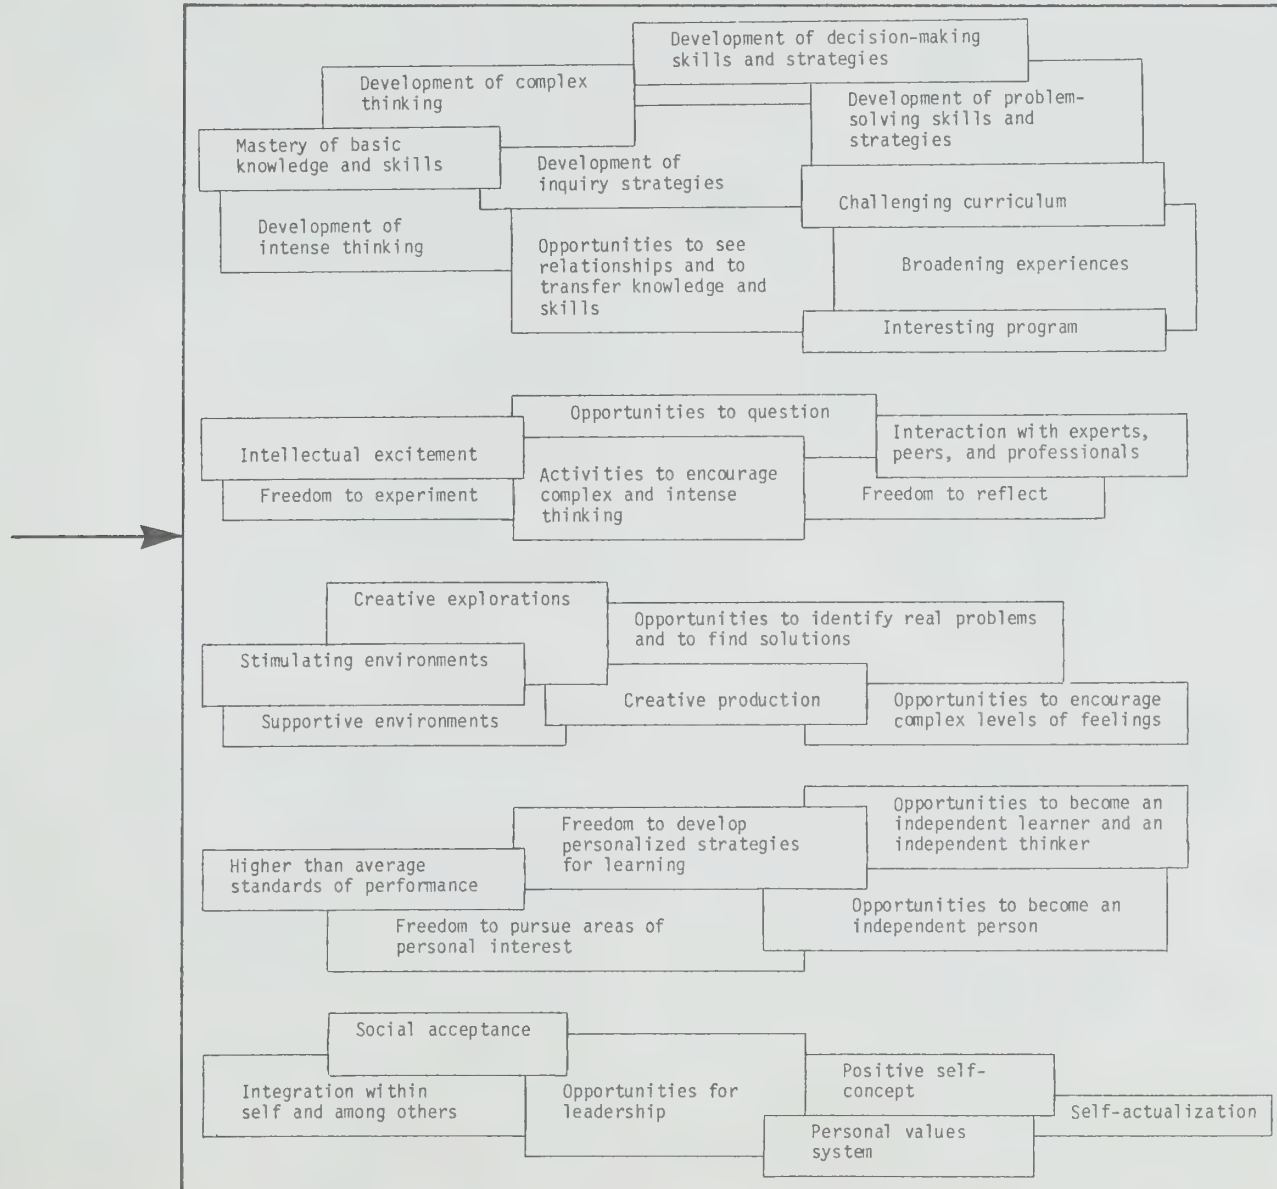 Development of decision-making
skills and strategies
Development of complex
thinking
Development of problem-
solving skills and
strategies
Mastery of basic
knowledge and skills
Development of
inquiry strategies
Challenging curriculum
Development of
intense thinking
Opportunities to see
relationships and to
transfer knowledge and
skills
Broadening experiences
Interesting program
Opportunities to question
Interaction with experts,
peers, and professionals
Intellectual excitement
Activities to encourage
complex and intense
thinking
Freedom to experiment
Freedom to reflect
Creative explorations
Opportunities to identify real problems
and to find solutions
Stimulating environments
Creative production
Opportunities to encourage
complex levels of feelings
Supportive environments
Opportunities to become an
independent learner and an
independent thinker
Freedom to develop
personalized strategies
for learning
Higher than average
standards of performance
Opportunities to become an
independent person
Freedom to pursue areas of
personal interest
Social acceptance
Positive self-
concept
Integration within
self and among others
Opportunities for
leadership
Self-actualization
Personal values
system